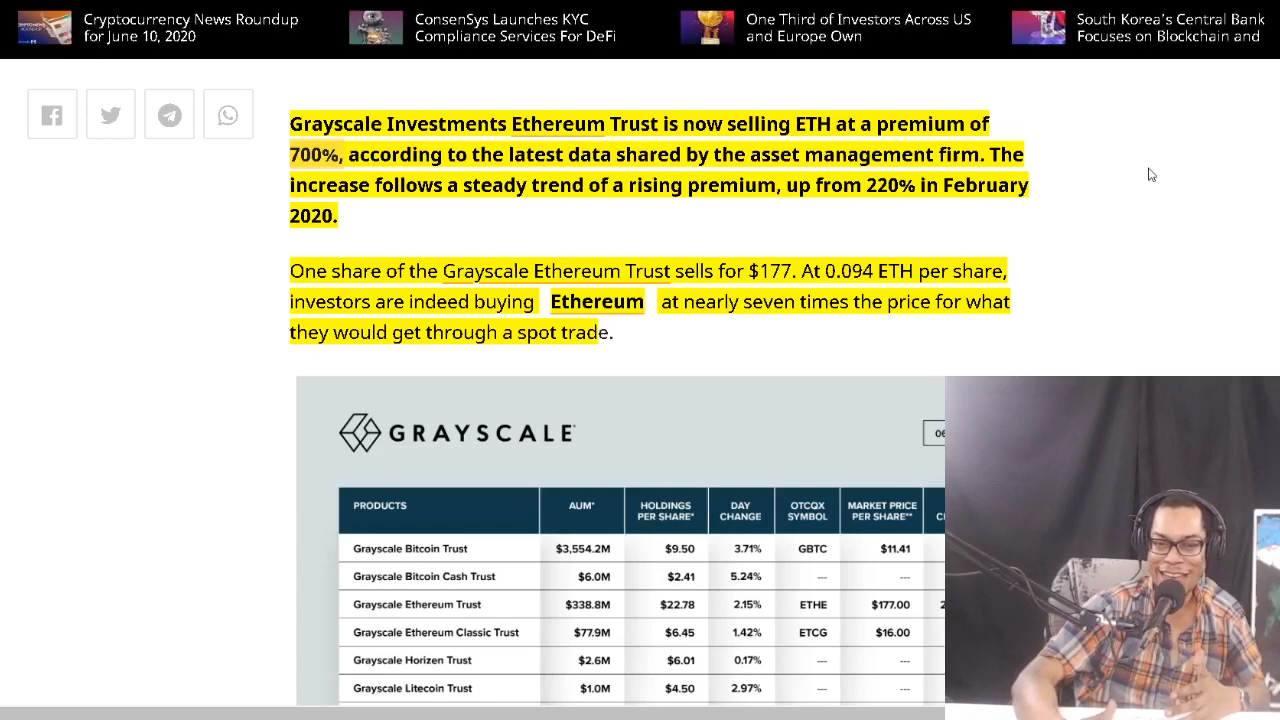 Cryptocurrency News Roundup
for June 10, 2020
ConsenSys Launches KYC
Compliance Services For DeFi
One Third of Investors Across US
and Europe Own
South Korea's Central Bank
Focuses on Blockchain and
Grayscale Investments Ethereum Trust is now selling ETH at a premium of
700%, according to the latest data shared by the asset management firm. The
increase follows a steady trend of a rising premium, up from 220% in February
2020.
One share of the Grayscale Ethereum Trust sells for $177. At 0.094 ETH per share,
investors are indeed buying Ethereum at nearly seven times the price for what
they would get through a spot trade.
GRAYSCALE
06
PRODUCTS AUM* HOLDINGS PER SHARE* DAY CHANGE OTCQX SYMBOL MARKET PRICE PER SHARE**
Grayscale Bitcoin Trust $3,554.2M $9.50 3.71% GBTC $11.41
Grayscale Bitcoin Cash Trust $6.0M $2.41 5.24% --- ---
Grayscale Ethereum Trust $338.8M $22.78 2.15% ETHE $177.00 2
Grayscale Ethereum Classic Trust $77.9M $6.45 1.42% ETCG $16.00
Grayscale Horizen Trust $2.6M $6.01 0.17% --- ---
Grayscale Litecoin Trust $1.0M $4.50 2.97% --- ---